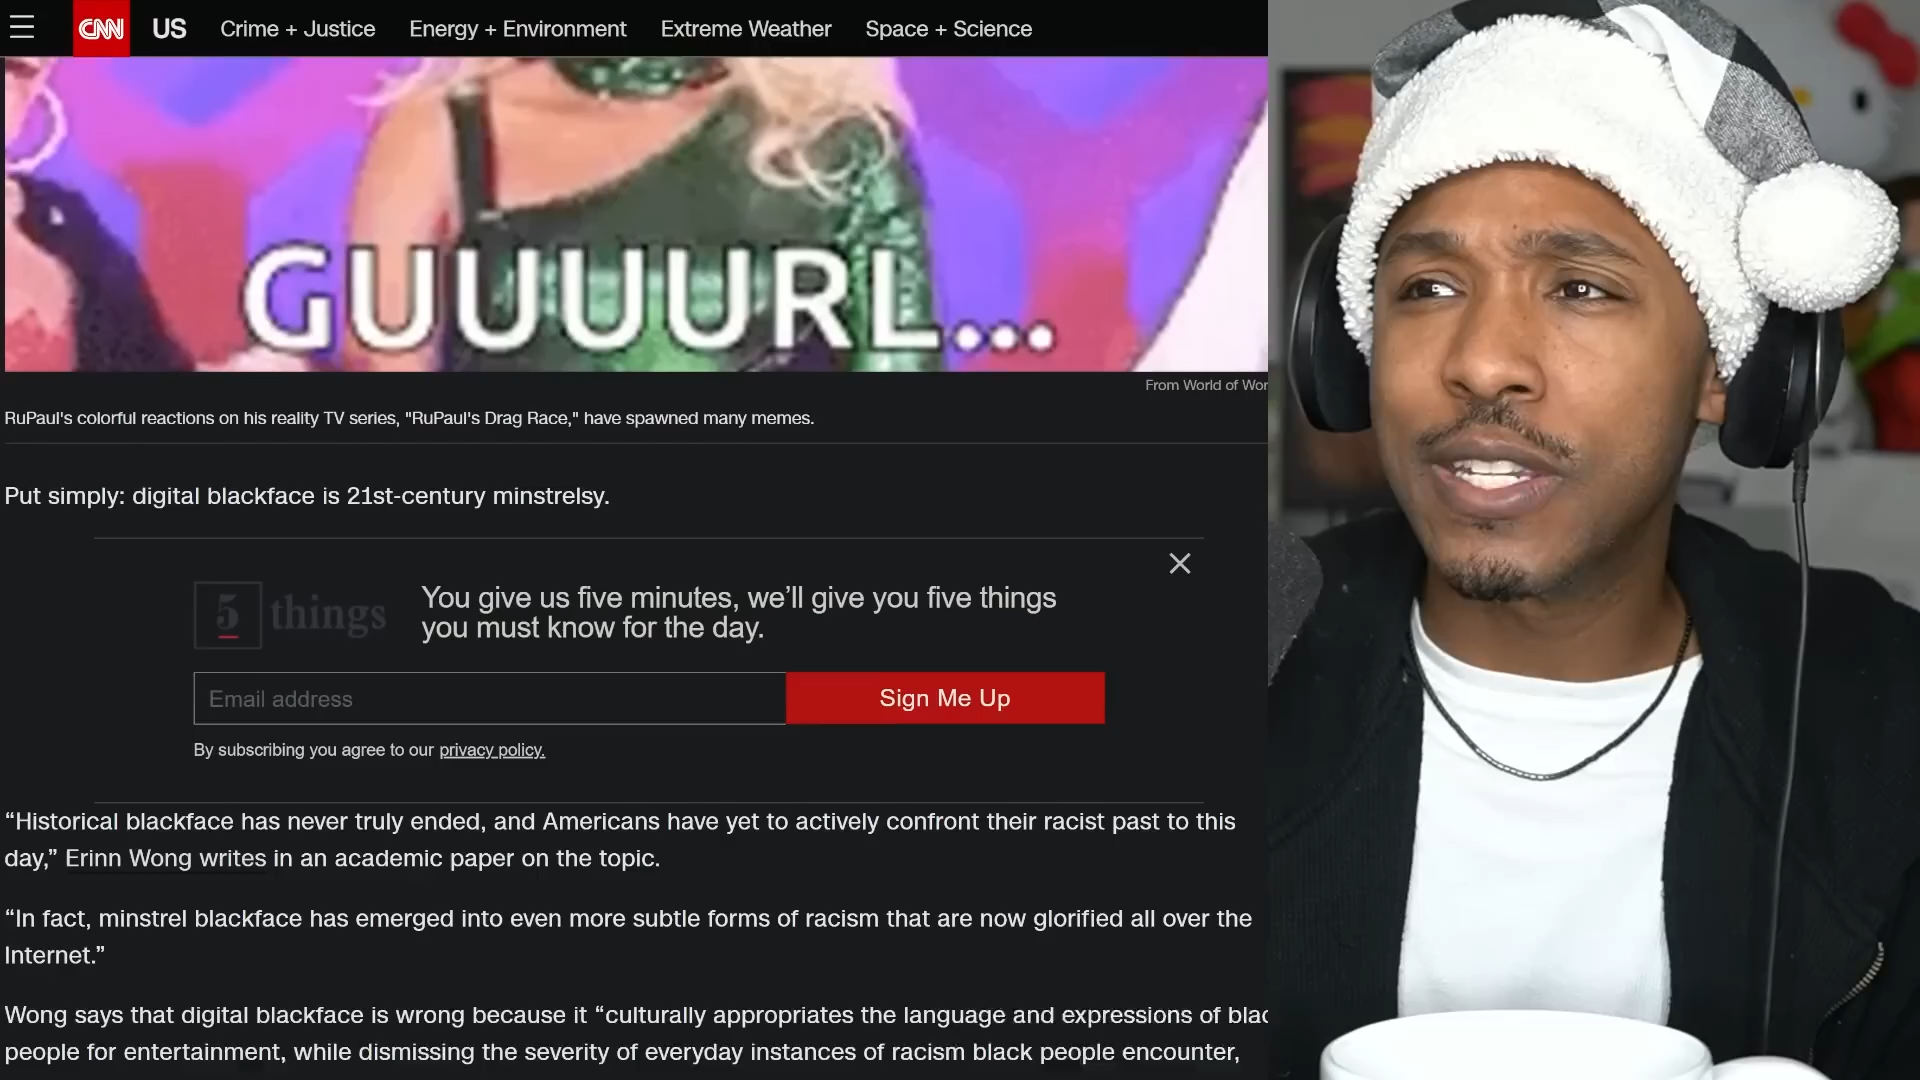 CNN US Crime + Justice Energy + Environment Extreme Weather Space + Science
GUUUURL...
From World of Wor
RuPaul's colorful reactions on his reality TV series, "RuPaul's Drag Race," have spawned many memes.
Put simply: digital blackface is 21st-century minstrelsy.
5 things
You give us five minutes, we’ll give you five things
you must know for the day.
Email address
Sign Me Up
By subscribing you agree to our privacy policy.
“Historical blackface has never truly ended, and Americans have yet to actively confront their racist past to this
day,” Erinn Wong writes in an academic paper on the topic.
“In fact, minstrel blackface has emerged into even more subtle forms of racism that are now glorified all over the
Internet.”
Wong says that digital blackface is wrong because it “culturally appropriates the language and expressions of blac
people for entertainment, while dismissing the severity of everyday instances of racism black people encounter,